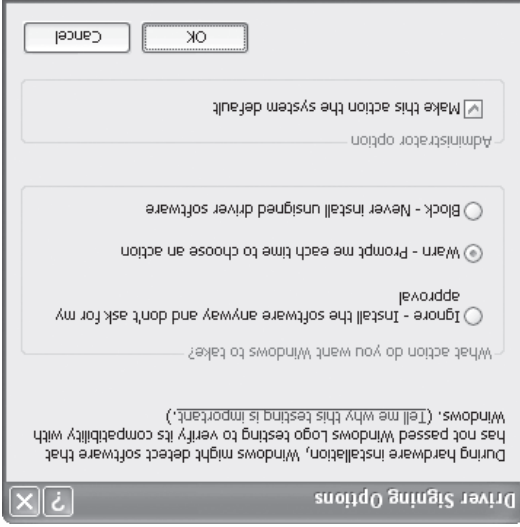 Driver Signing Options
During hardware installation, Windows might detect software that
has not passed Windows Logo testing to verify its compatibility with
Windows. (Tell me why this testing is important.)
What action do you want Windows to take?
Ignore - Install the software anyway and don't ask for my
approval
Warn - Prompt me each time to choose an action
Block - Never install unsigned driver software
Administrator option
Make this action the system default
OK
Cancel